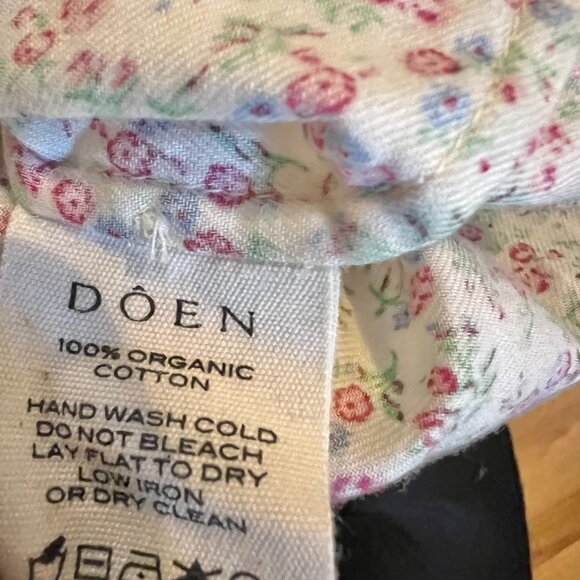 DÔEN
100% ORGANIC
COTTON
HAND WASH COLD
DO NOT BLEACH
LAY FLAT TO DRY
LOW IRON
OR DRY CLEAN